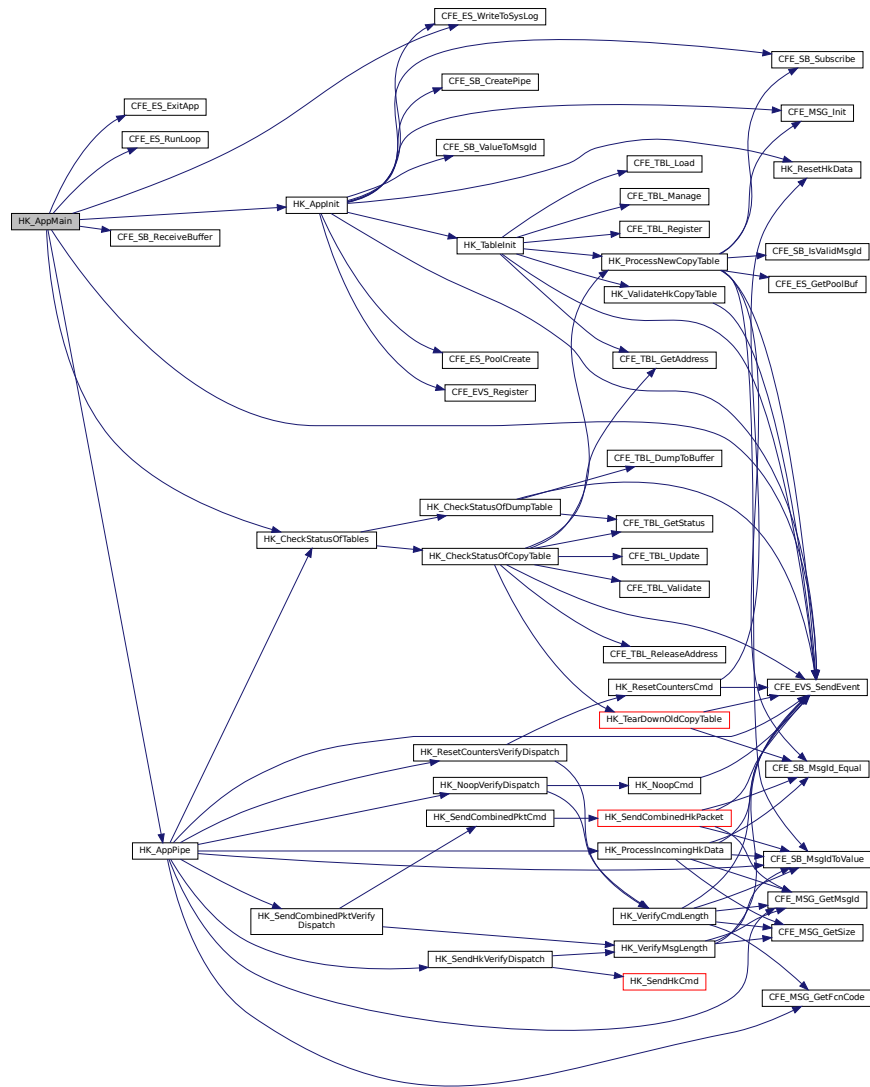 CFE_ES_WriteToSysLog
CFE_SB_Subscribe
CFE_SB_CreatePipe
CFE_ES_ExitApp
CFE_MSG_Init
CFE_ES_RunLoop
CFE_SB_ValueToMsgId
CFE_TBL_Load
HK_ResetHkData
CFE_TBL_Manage
HK_AppInit
HK_AppMain
CFE_TBL_Register
CFE_SB_ReceiveBuffer
HK_TableInit
CFE_SB_IsValidMsgId
HK_ProcessNewCopyTable
CFE_ES_GetPoolBuf
HK_ValidateHkCopyTable
CFE_ES_PoolCreate
CFE_TBL_GetAddress
CFE_EVS_Register
CFE_TBL_DumpToBuffer
HK_CheckStatusOfDumpTable
CFE_TBL_GetStatus
HK_CheckStatusOfTables
HK_CheckStatusOfCopyTable
CFE_TBL_Update
CFE_TBL_Validate
CFE_TBL_ReleaseAddress
HK_ResetCountersCmd
CFE_EVS_SendEvent
HK_TearDownOldCopyTable
HK_ResetCountersVerifyDispatch
CFE_SB_MsgId_Equal
HK_NoopVerifyDispatch
HK_NoopCmd
HK_SendCombinedPktCmd
HK_SendCombinedHkPacket
HK_AppPipe
HK_ProcessIncomingHkData
CFE_SB_MsgIdToValue
CFE_MSG_GetMsgId
HK_SendCombinedPktVerify
Dispatch
HK_VerifyCmdLength
CFE_MSG_GetSize
HK_VerifyMsgLength
HK_SendHkVerifyDispatch
HK_SendHkCmd
CFE_MSG_GetFcnCode